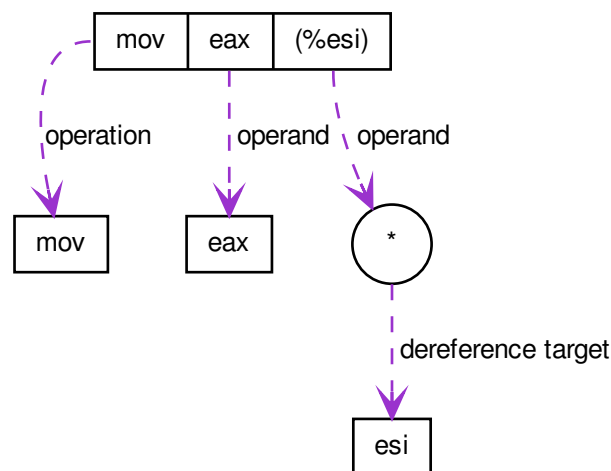 mov eax (%esi)
operation operand operand
mov eax *
dereference target
esi